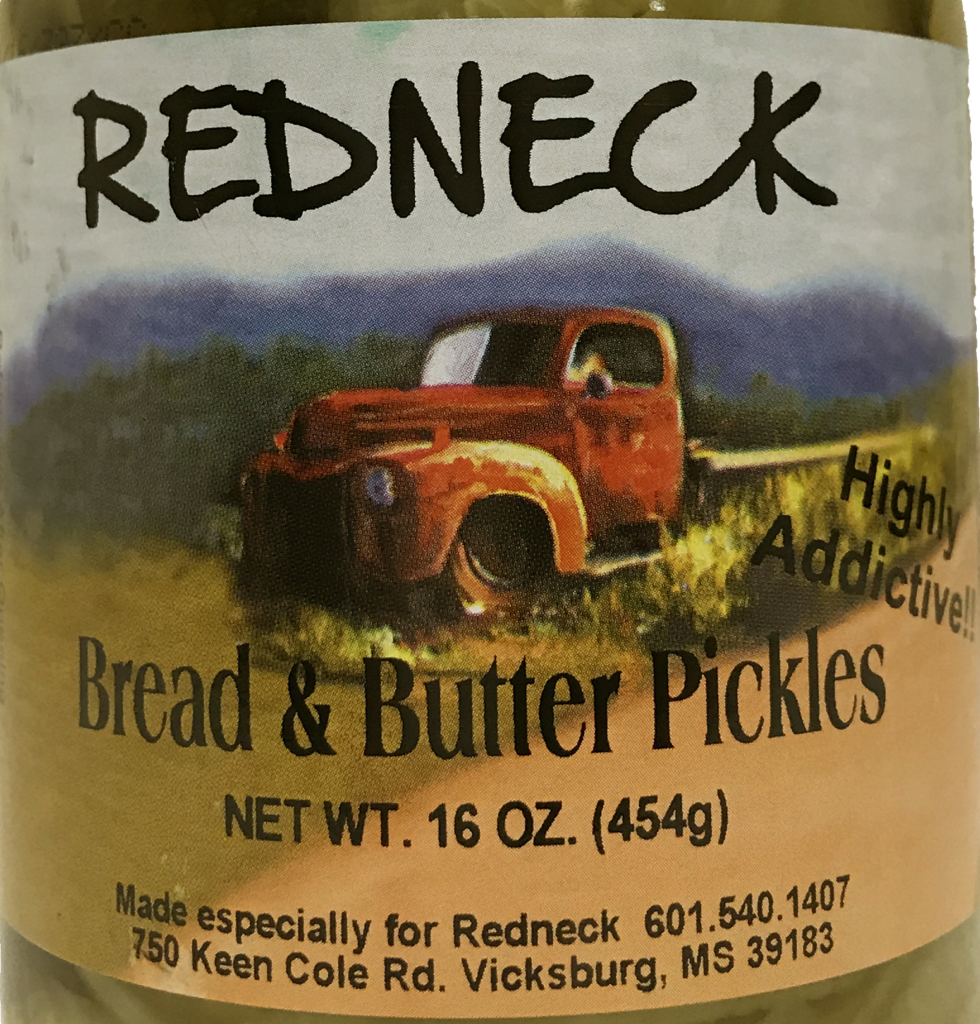 REDNECK
Highly
Addictive!!
Bread & Butter Pickles
NET WT. 16 OZ. (454g)
Made especially for Redneck 601.540.1407
750 Keen Cole Rd. Vicksburg, MS 39183